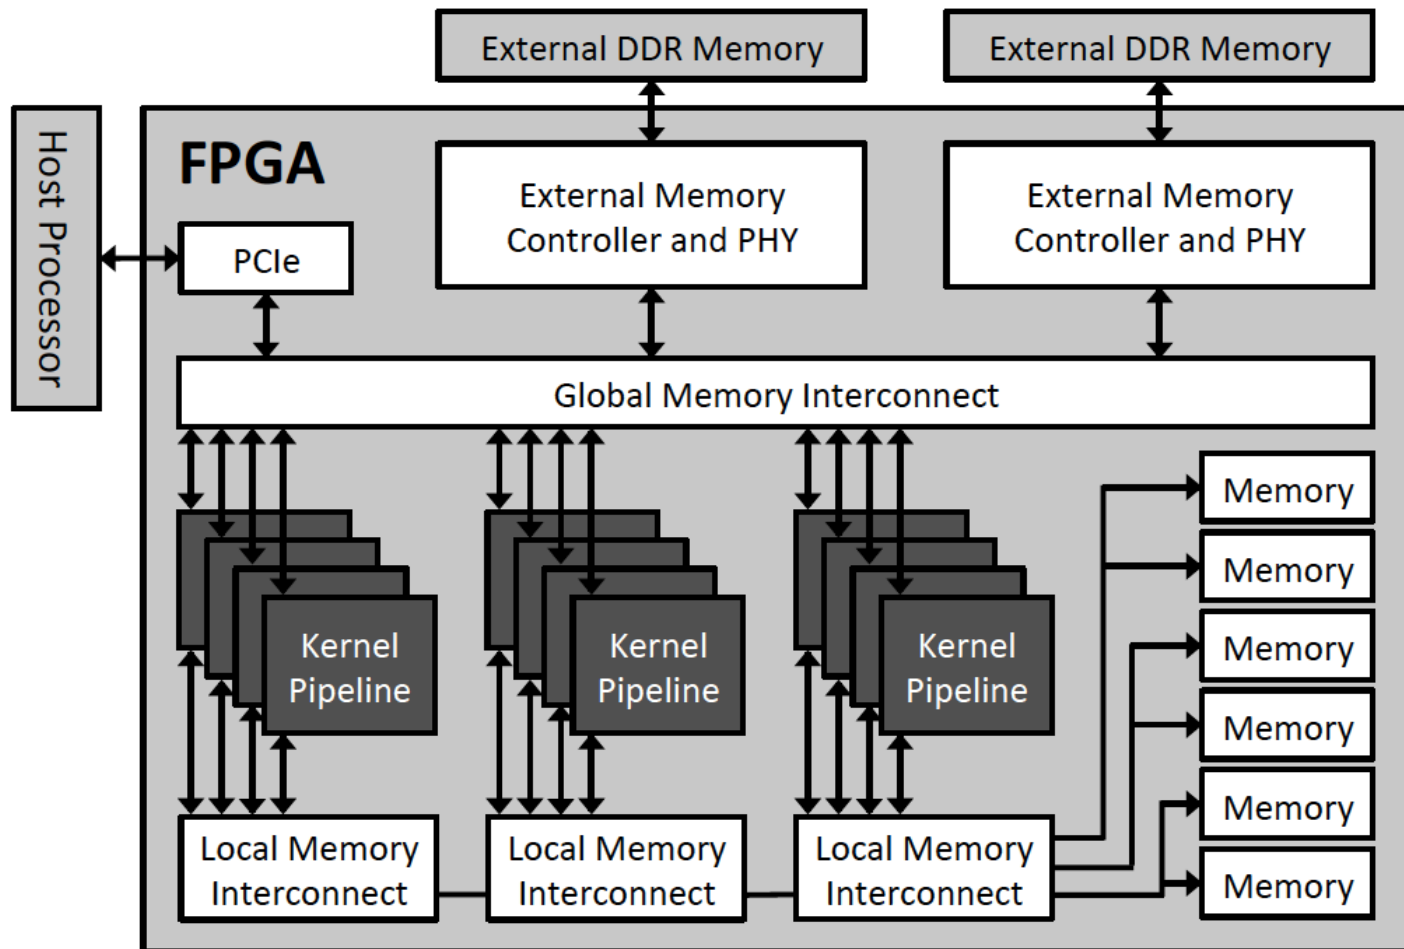 External DDR Memory
External DDR Memory
Host Processor
FPGA
External Memory
Controller and PHY
External Memory
Controller and PHY
PCIe
Global Memory Interconnect
Kernel
Pipeline
Kernel
Pipeline
Kernel
Pipeline
Memory
Memory
Memory
Memory
Memory
Memory
Local Memory
Interconnect
Local Memory
Interconnect
Local Memory
Interconnect